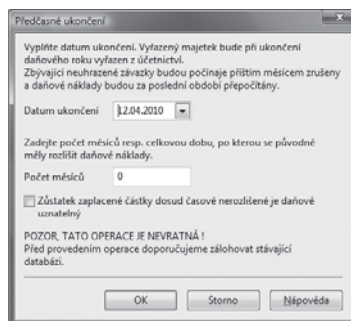 Předčasné ukončení
Vyplňte datum ukončení. Vyřazený majetek bude při ukončení
daňového roku vyřazen z účetnictví.
Zbývající neuhrazené závazky budou počínaje příštím měsícem zrušeny
a daňové náklady budou za poslední období přepočítány.
Datum ukončení 12.04.2010
Zadejte počet měsíců resp. celkovou dobu, po kterou se původně
měly rozlišit daňové náklady.
Počet měsíců 0
Zůstatek zaplacené částky dosud časově nerozlišené je daňově
uznatelný
POZOR, TATO OPERACE JE NEVRATNÁ !
Před provedením operace doporučujeme zálohovat stávající
databázi.
OK Storno Nápověda